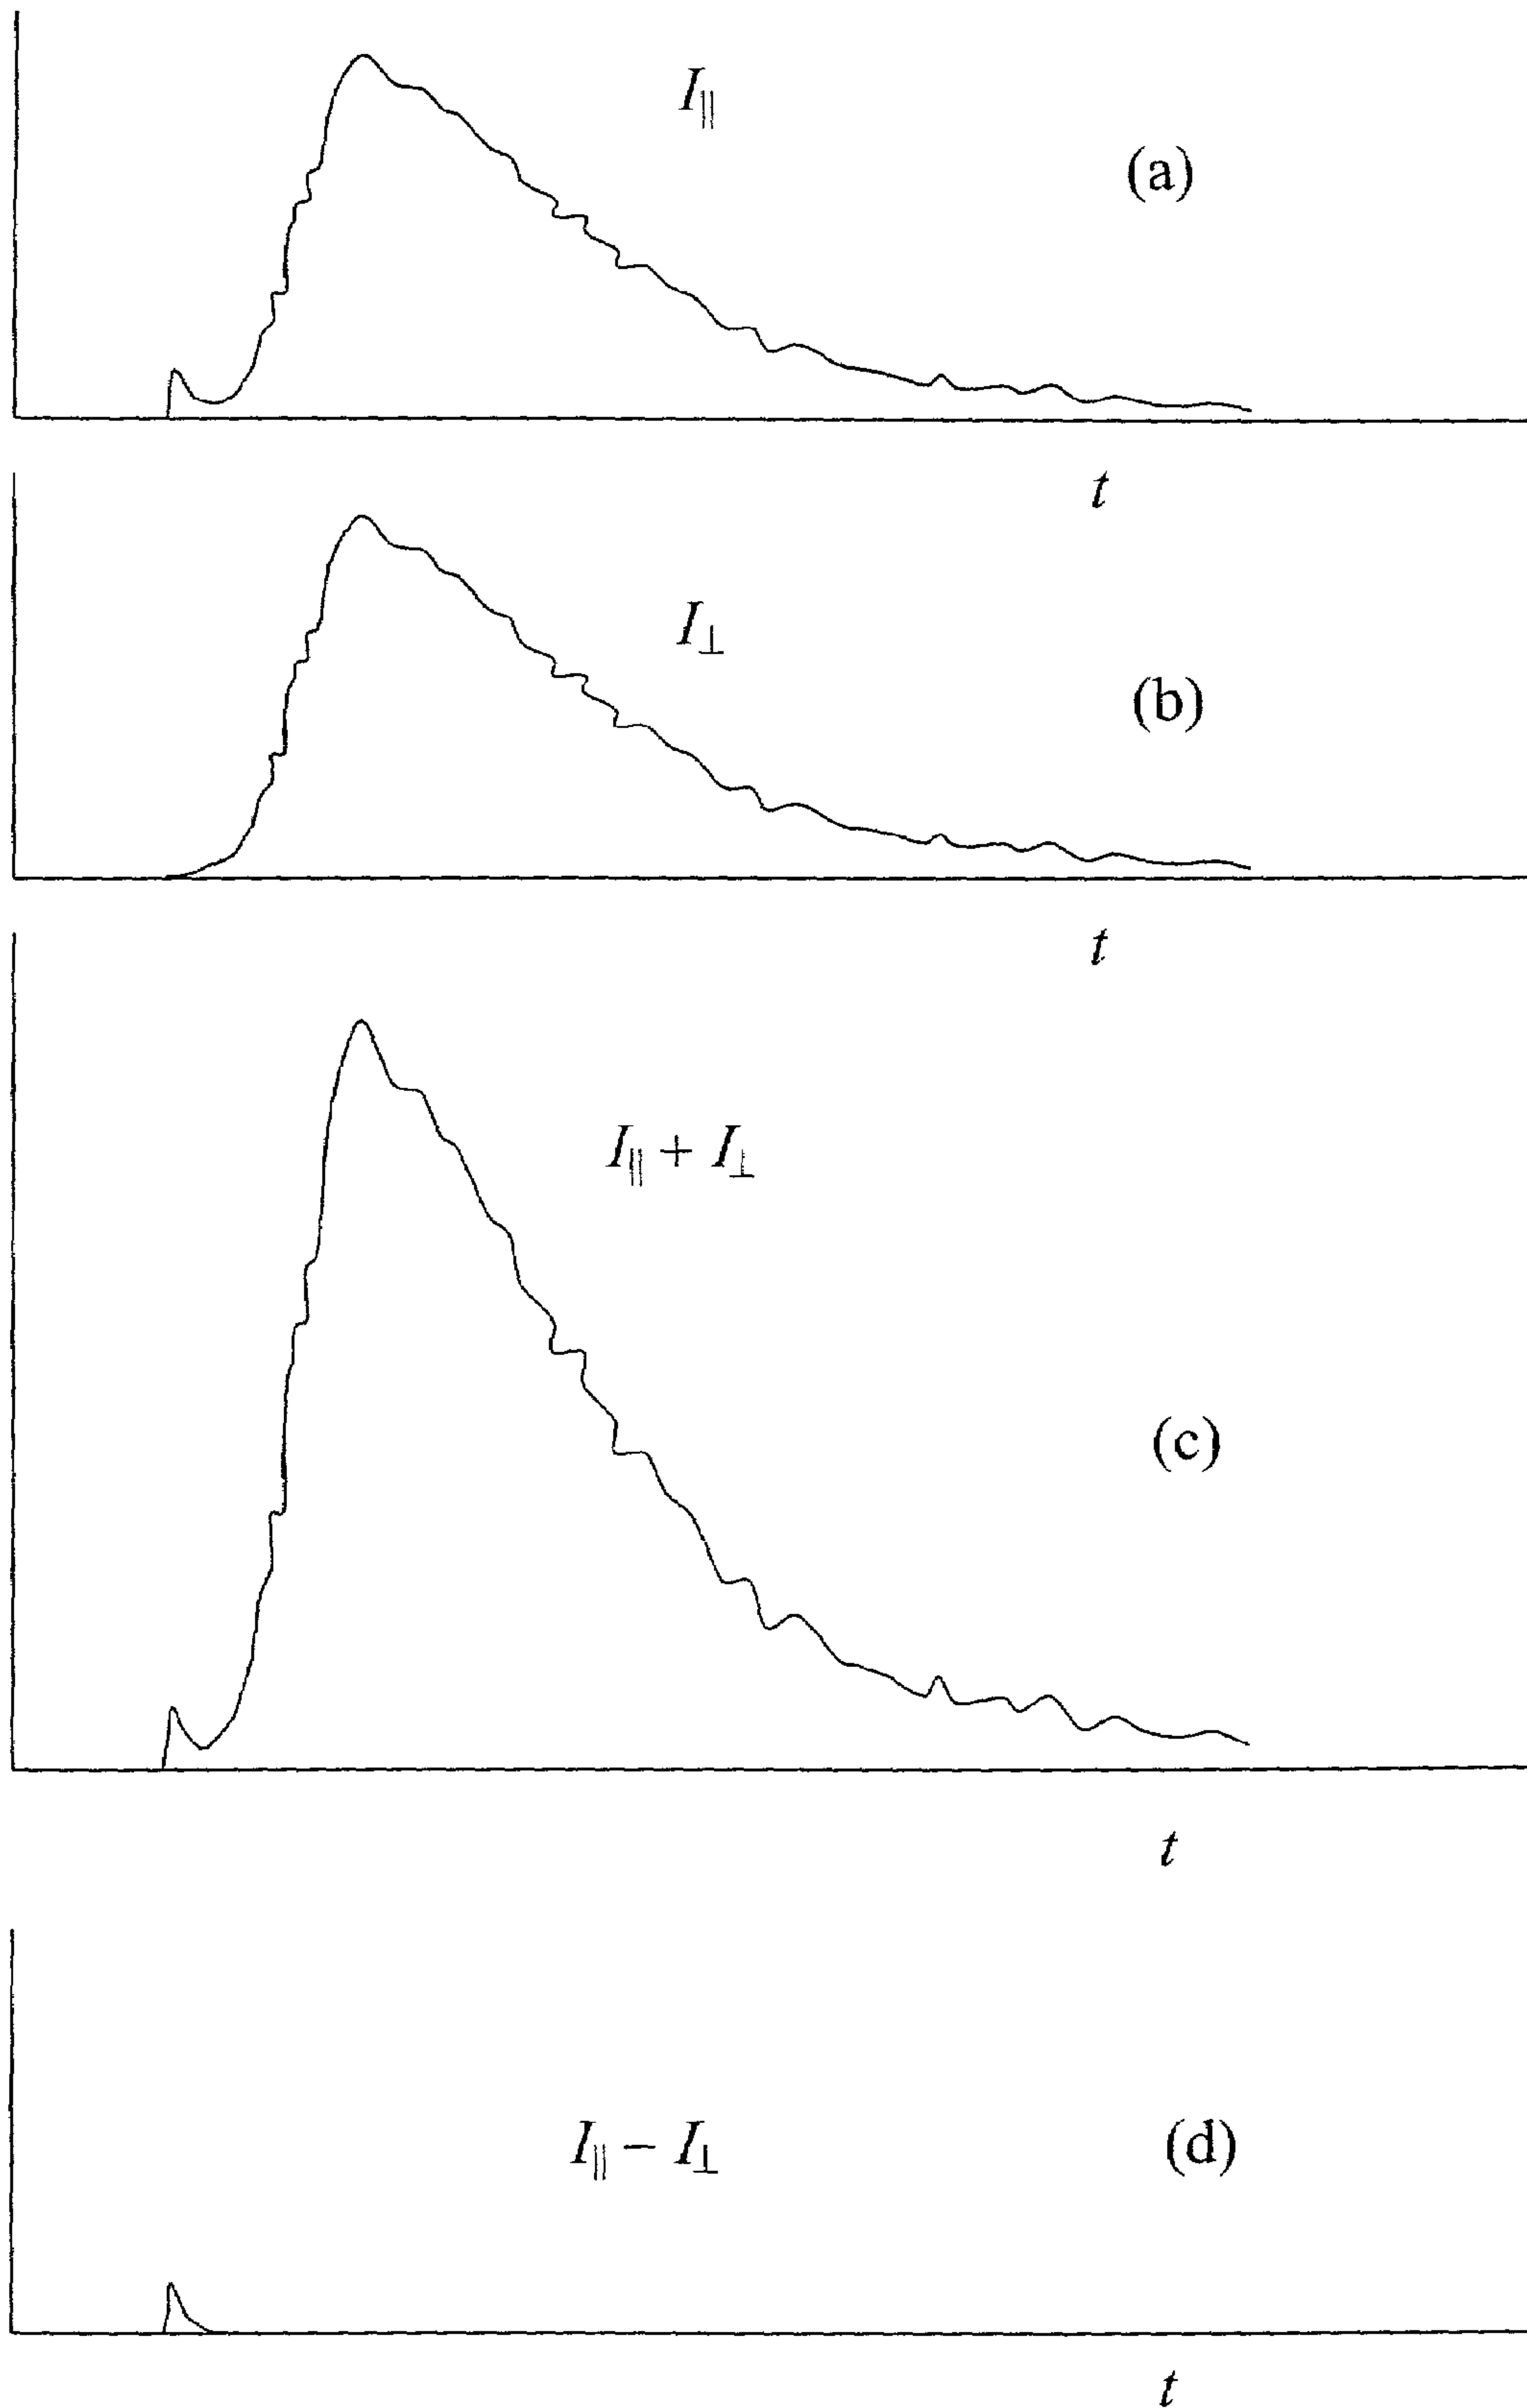 I∥
(a)
t
I⊥
(b)
t
I∥ + I⊥
(c)
t
I∥ − I⊥
(d)
t